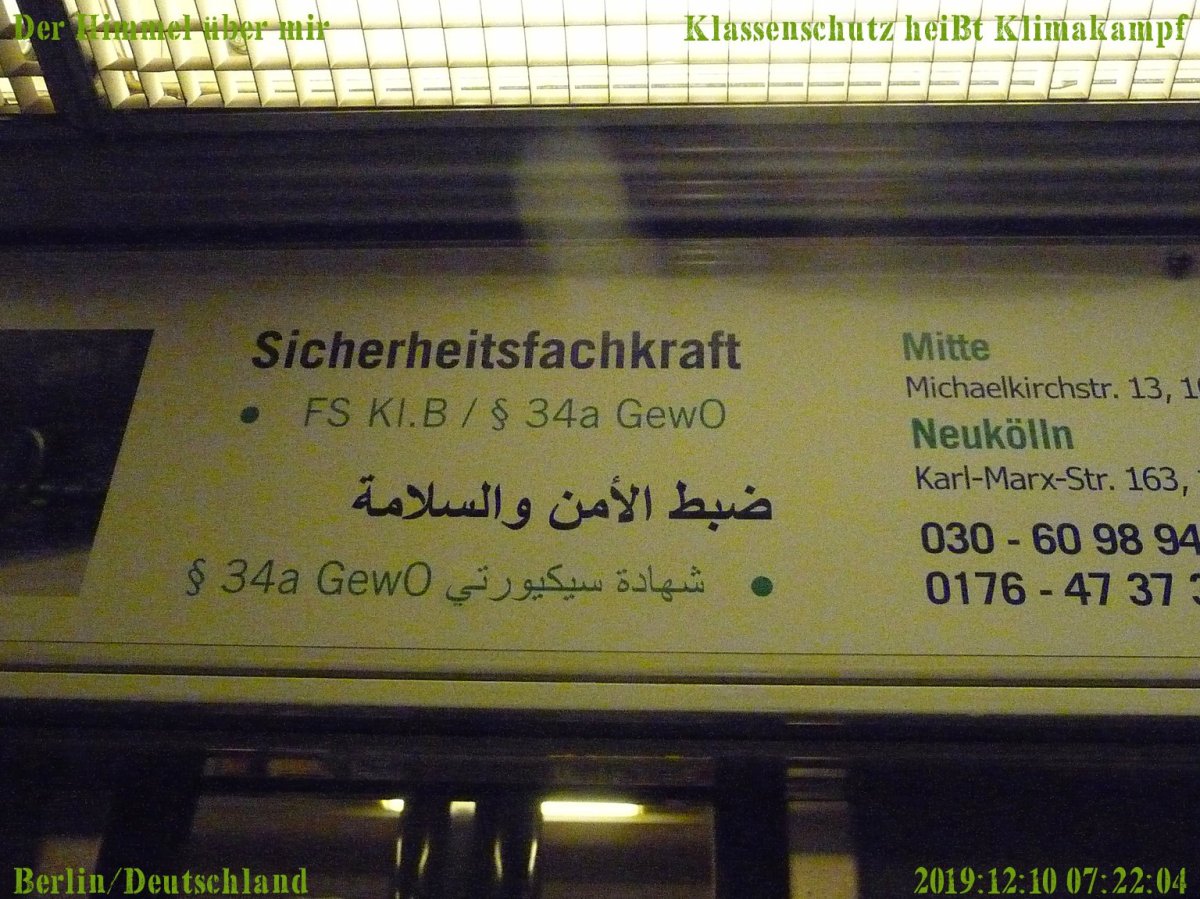 Der Himmel über mir
Klassenschutz heißt Klimakampf
Sicherheitsfachkraft
• FS Kl.B / § 34a GewO
ضبط الأمن والسلامة
• شهادة سيكيورتي § 34a GewO
Mitte
Michaelkirchstr. 13,
Neukölln
Karl-Marx-Str. 163,
030 - 60 98 94
0176 - 47 37
Berlin/Deutschland
2019:12:10 07:22:04